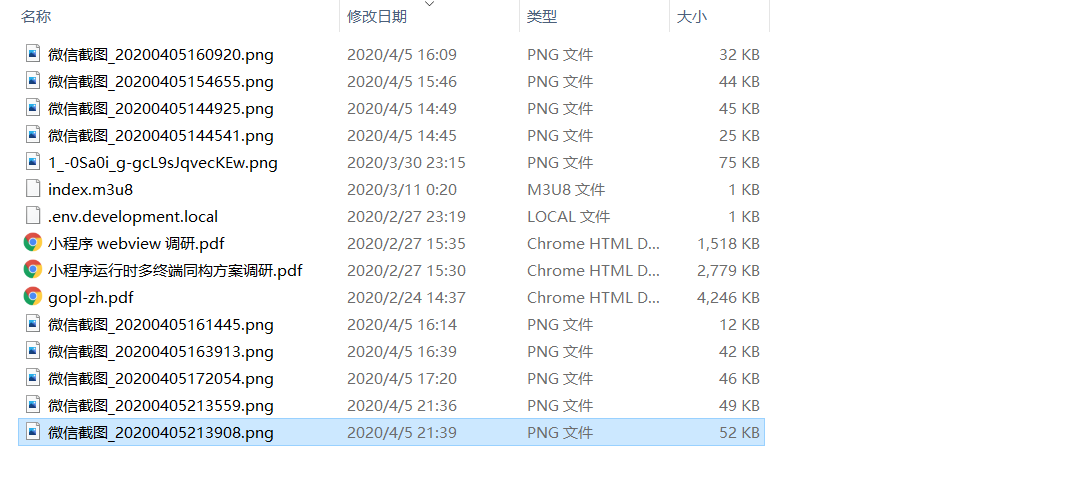 名称 修改日期 类型 大小
微信截图_20200405160920.png 2020/4/5 16:09 PNG 文件 32 KB
微信截图_20200405154655.png 2020/4/5 15:46 PNG 文件 44 KB
微信截图_20200405144925.png 2020/4/5 14:49 PNG 文件 45 KB
微信截图_20200405144541.png 2020/4/5 14:45 PNG 文件 25 KB
1_-0Sa0i_g-gcL9sJqvecKEw.png 2020/3/30 23:15 PNG 文件 75 KB
index.m3u8 2020/3/11 0:20 M3U8 文件 1 KB
.env.development.local 2020/2/27 23:19 LOCAL 文件 1 KB
小程序 webview 调研.pdf 2020/2/27 15:35 Chrome HTML D... 1,518 KB
小程序运行时多终端同构方案调研.pdf 2020/2/27 15:30 Chrome HTML D... 2,779 KB
gopl-zh.pdf 2020/2/24 14:37 Chrome HTML D... 4,246 KB
微信截图_20200405161445.png 2020/4/5 16:14 PNG 文件 12 KB
微信截图_20200405163913.png 2020/4/5 16:39 PNG 文件 42 KB
微信截图_20200405172054.png 2020/4/5 17:20 PNG 文件 46 KB
微信截图_20200405213559.png 2020/4/5 21:36 PNG 文件 49 KB
微信截图_20200405213908.png 2020/4/5 21:39 PNG 文件 52 KB